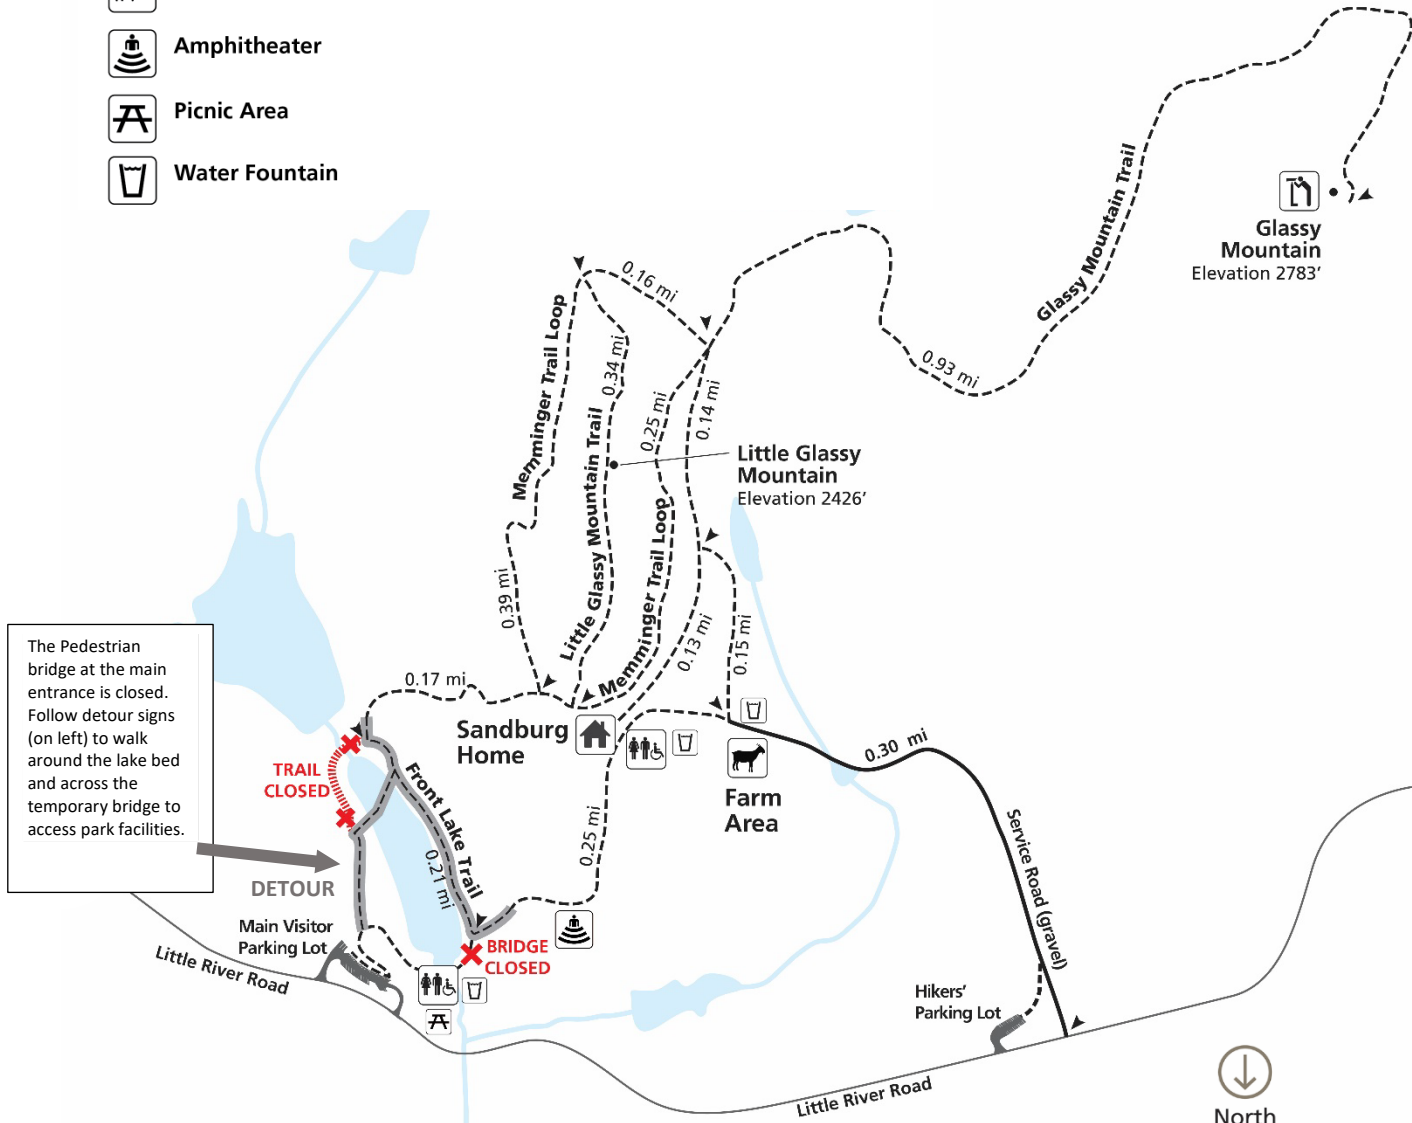 Amphitheater
Picnic Area
Water Fountain
Glassy Mountain Trail
Glassy
Mountain
Elevation 2783'
0.16 mi
Memminger Trail Loop
0.34 mi
0.93 mi
0.14 mi
0.25 mi
Little Glassy Mountain Trail
Little Glassy
Mountain
Elevation 2426'
Memminger Trail Loop
0.39 mi
0.13 mi
0.15 mi
The Pedestrian
bridge at the main
entrance is closed.
Follow detour signs
(on left) to walk
around the lake bed
and across the
temporary bridge to
access park facilities.
0.17 mi
Sandburg
Home
TRAIL
CLOSED
Front Lake Trail
0.21 mi
0.30 mi
Farm
Area
0.25 mi
Service Road (gravel)
DETOUR
Main Visitor
Parking Lot
Little River Road
BRIDGE
CLOSED
Hikers'
Parking Lot
Little River Road
North